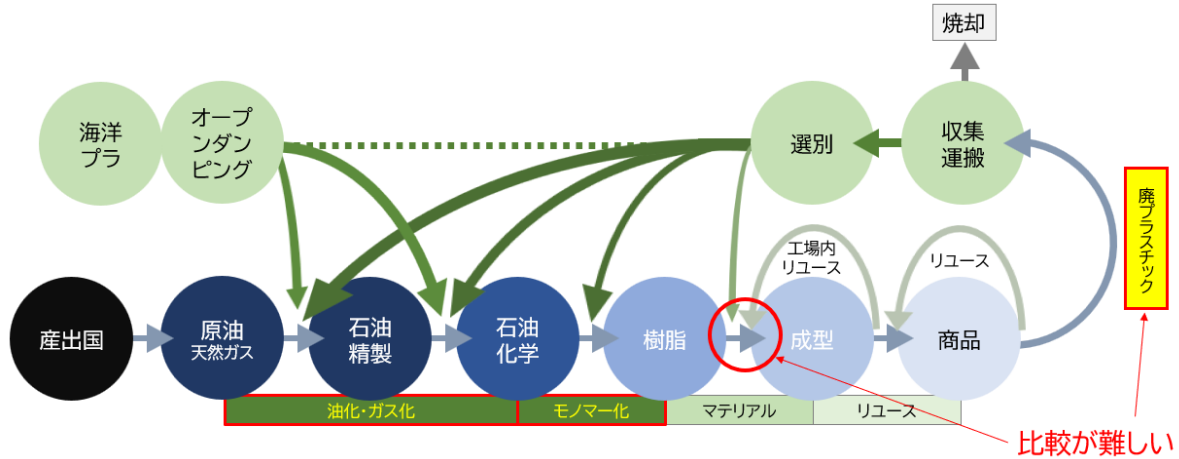 焼却
海洋
プラ
オープ
ンダン
ピング
選別
収集
運搬
廃プラスチック
工場内
リユース
リユース
産出国
原油
天然ガス
石油
精製
石油
化学
樹脂
成型
商品
油化・ガス化
モノマー化
マテリアル
リユース
比較が難しい